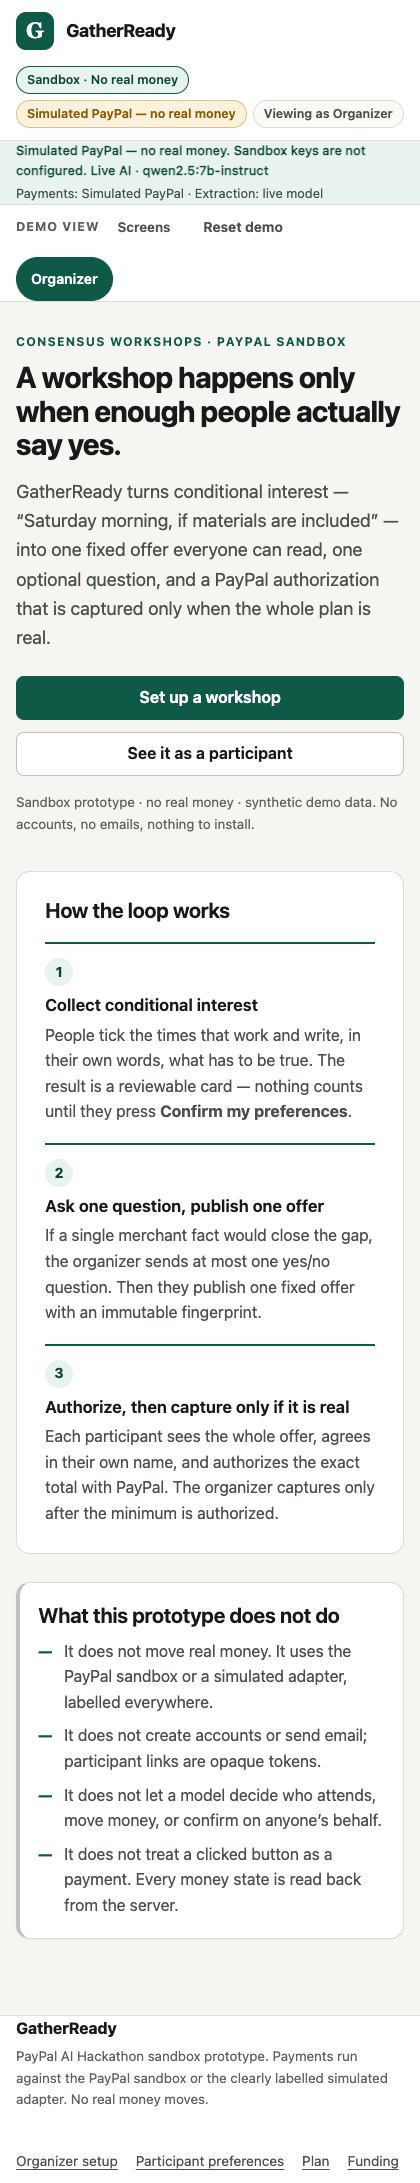 G GatherReady
Sandbox · No real money
Simulated PayPal — no real money Viewing as Organizer
Simulated PayPal — no real money. Sandbox keys are not
configured. Live AI · qwen2.5:7b-instruct
Payments: Simulated PayPal · Extraction: live model
DEMO VIEW Screens Reset demo
Organizer
CONSENSUS WORKSHOPS · PAYPAL SANDBOX
A workshop happens only
when enough people actually
say yes.
GatherReady turns conditional interest —
“Saturday morning, if materials are included” —
into one fixed offer everyone can read, one
optional question, and a PayPal authorization
that is captured only when the whole plan is
real.
Set up a workshop
See it as a participant
Sandbox prototype · no real money · synthetic demo data. No
accounts, no emails, nothing to install.
How the loop works
1
Collect conditional interest
People tick the times that work and write, in
their own words, what has to be true. The
result is a reviewable card — nothing counts
until they press Confirm my preferences.
2
Ask one question, publish one offer
If a single merchant fact would close the gap,
the organizer sends at most one yes/no
question. Then they publish one fixed offer
with an immutable fingerprint.
3
Authorize, then capture only if it is real
Each participant sees the whole offer, agrees
in their own name, and authorizes the exact
total with PayPal. The organizer captures only
after the minimum is authorized.
What this prototype does not do
— It does not move real money. It uses the
PayPal sandbox or a simulated adapter,
labelled everywhere.
— It does not create accounts or send email;
participant links are opaque tokens.
— It does not let a model decide who attends,
move money, or confirm on anyone’s behalf.
— It does not treat a clicked button as a
payment. Every money state is read back
from the server.
GatherReady
PayPal AI Hackathon sandbox prototype. Payments run
against the PayPal sandbox or the clearly labelled simulated
adapter. No real money moves.
Organizer setup Participant preferences Plan Funding